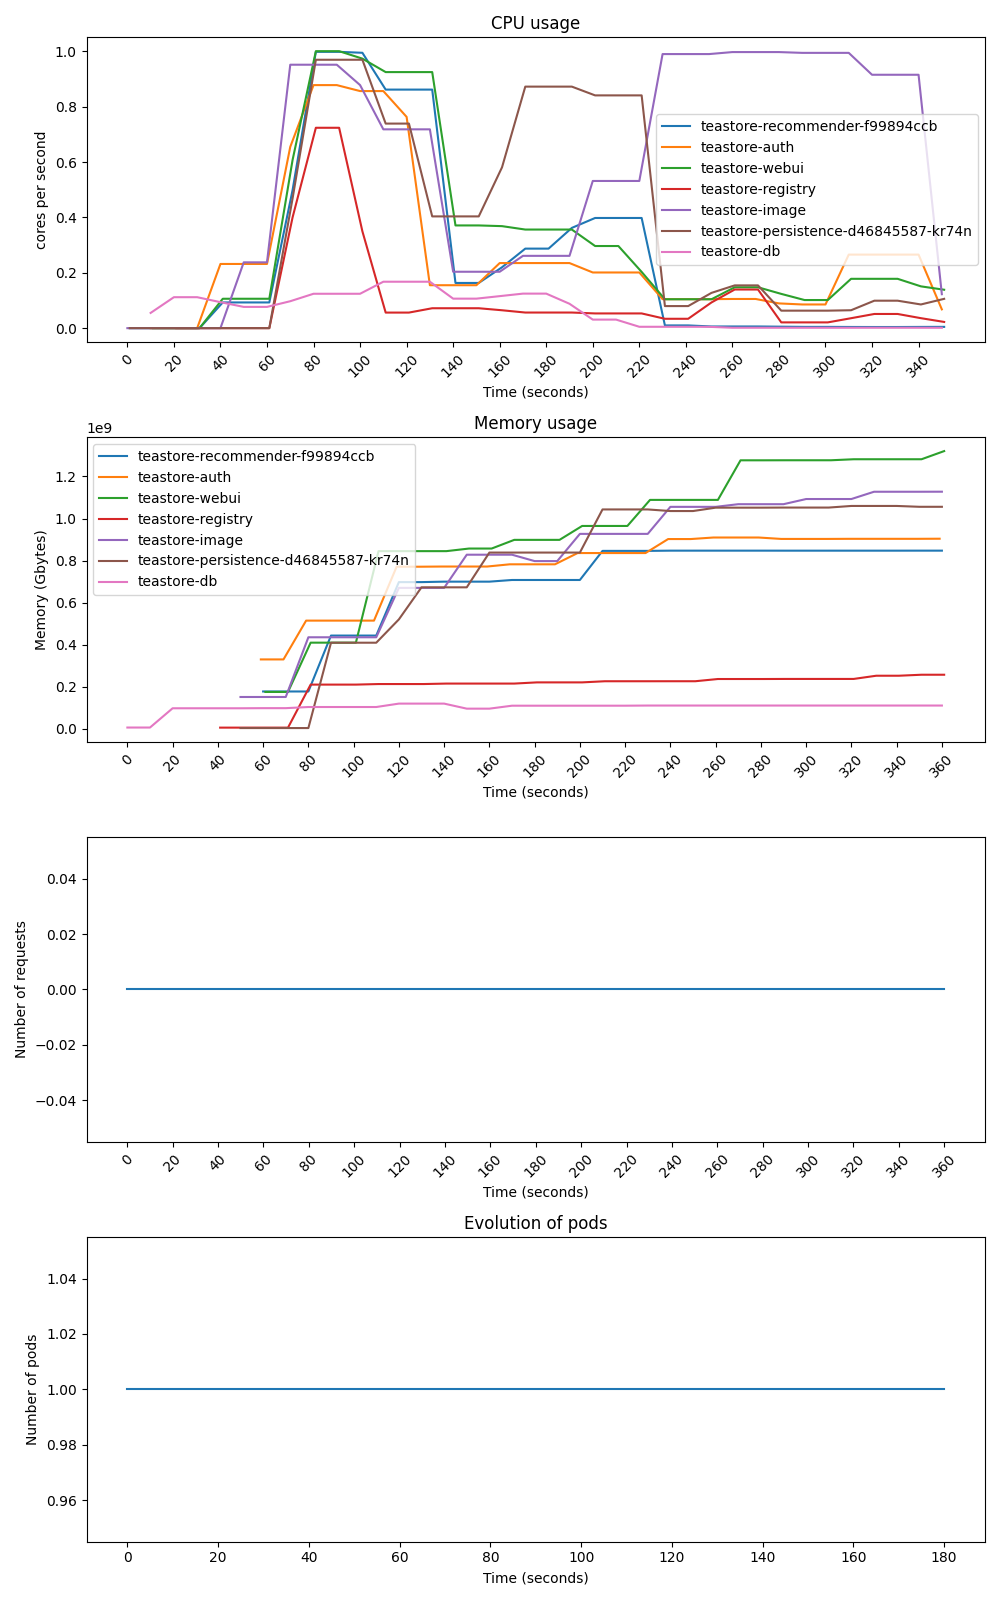 CPU usage
cores per second
1.0
0.8
0.6
0.4
0.2
0.0
teastore-recommender-f99894ccb
teastore-auth
teastore-webui
teastore-registry
teastore-image
teastore-persistence-d46845587-kr74n
teastore-db
0 20 40 60 80 100 120 140 160 180 200 220 240 260 280 300 320 340
Time (seconds)
Memory usage
1e9
Memory (Gbytes)
1.2
1.0
0.8
0.6
0.4
0.2
0.0
teastore-recommender-f99894ccb
teastore-auth
teastore-webui
teastore-registry
teastore-image
teastore-persistence-d46845587-kr74n
teastore-db
0 20 40 60 80 100 120 140 160 180 200 220 240 260 280 300 320 340 360
Time (seconds)
Number of requests
0.04
0.02
0.00
−0.02
−0.04
0 20 40 60 80 100 120 140 160 180 200 220 240 260 280 300 320 340 360
Time (seconds)
Evolution of pods
Number of pods
1.04
1.02
1.00
0.98
0.96
0 20 40 60 80 100 120 140 160 180
Time (seconds)